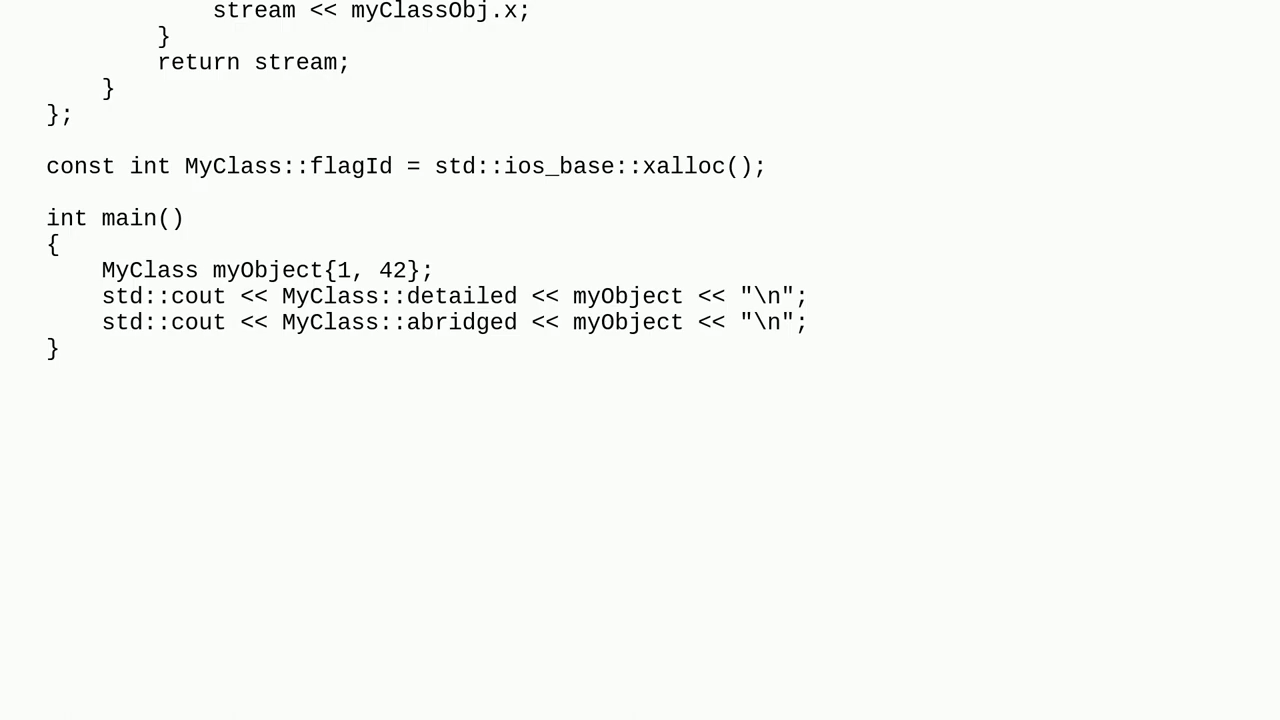 stream << myClassObj.x;
        }
        return stream;
    }
};

const int MyClass::flagId = std::ios_base::xalloc();

int main()
{
    MyClass myObject{1, 42};
    std::cout << MyClass::detailed << myObject << "\n";
    std::cout << MyClass::abridged << myObject << "\n";
}